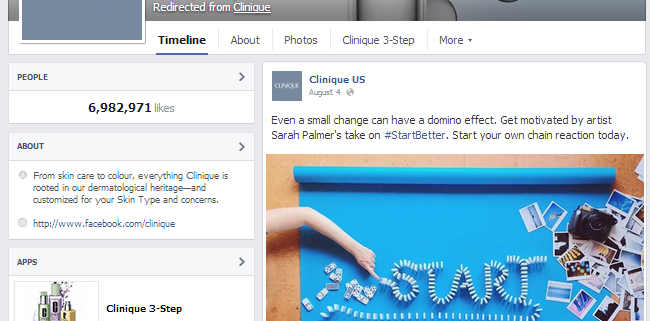 Redirected from Clinique
Timeline
About
Photos
Clinique 3-Step
More
PEOPLE
6,982,971 likes
ABOUT
From skin care to colour, everything Clinique is
rooted in our dermatological heritage—and
customized for your Skin Type and concerns.
http://www.facebook.com/clinique
APPS
Clinique 3-Step
CLINIQUE
Clinique US
August 4
Even a small change can have a domino effect. Get motivated by artist
Sarah Palmer's take on #StartBetter. Start your own chain reaction today.
START